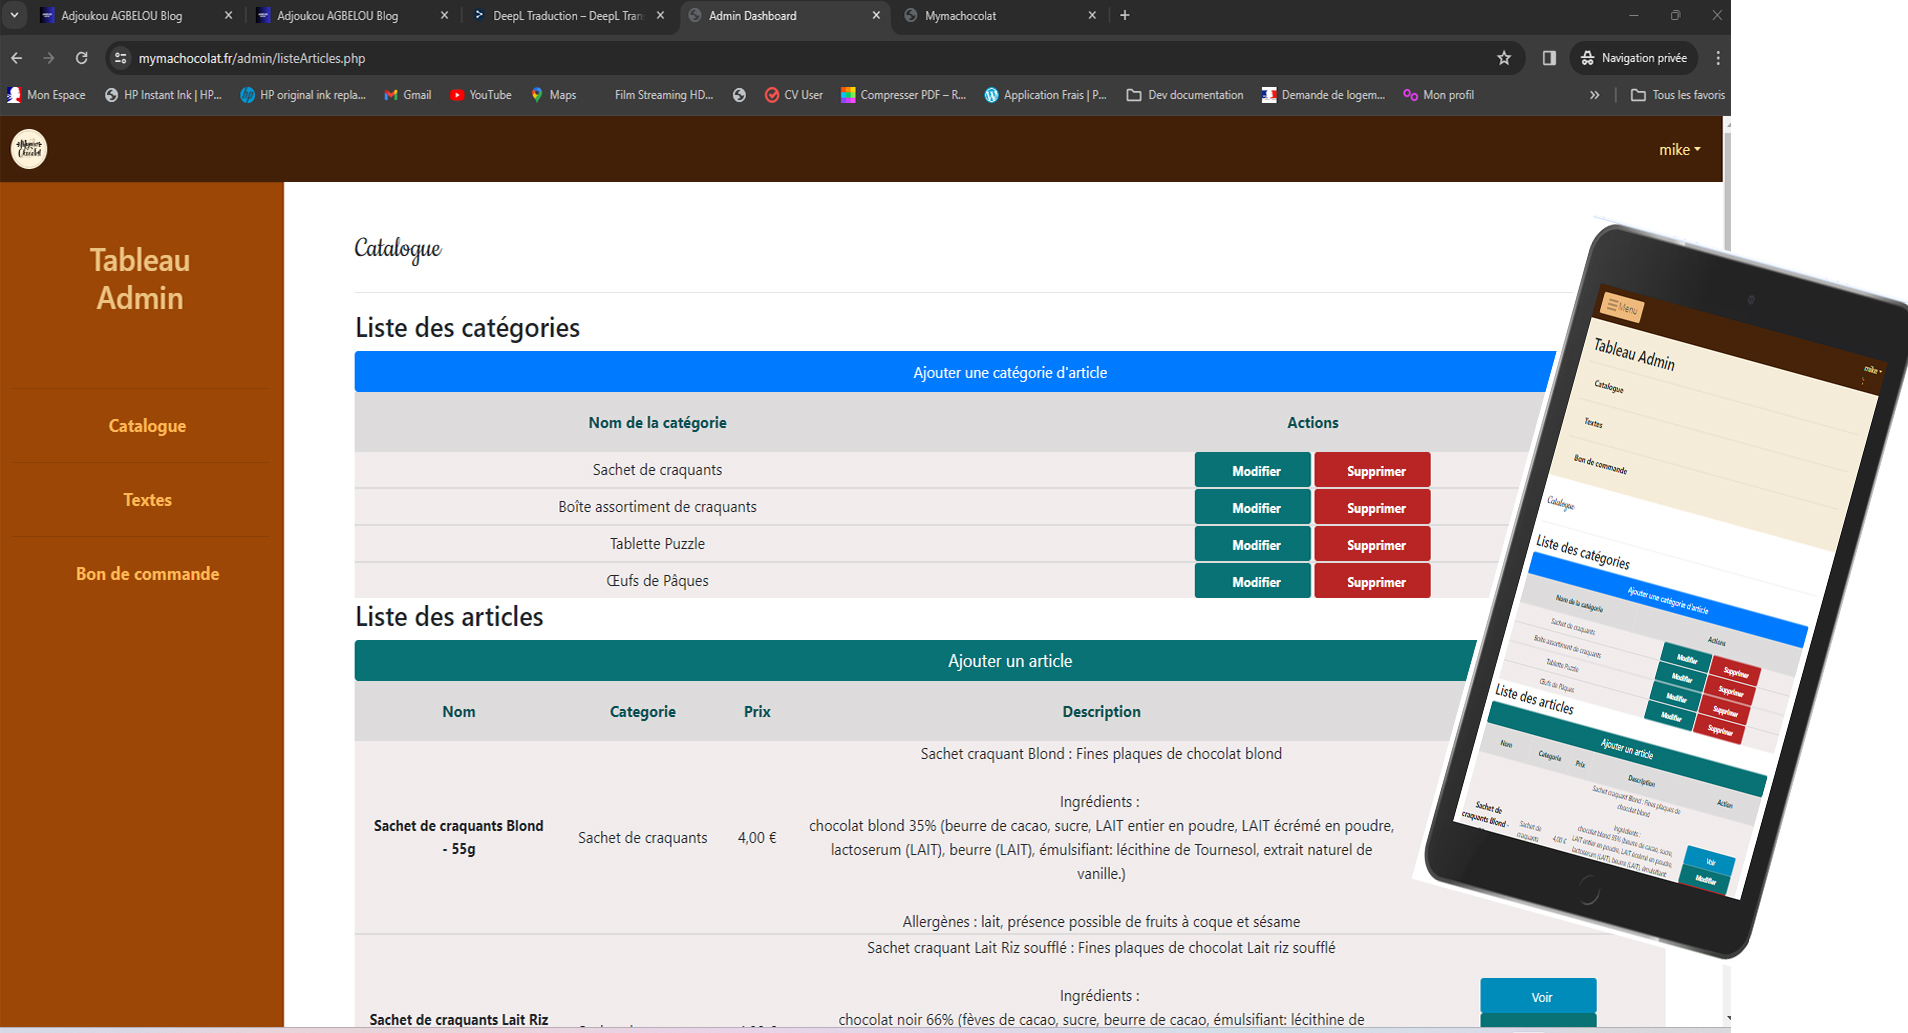 Adjoukou AGBELOU Blog
Adjoukou AGBELOU Blog
DeepL Traduction – DeepL Tran
Admin Dashboard
Mymachocolat
mymachocolat.fr/admin/listeArticles.php
Navigation privée
Mon Espace
HP Instant Ink | HP...
HP original ink repla...
Gmail
YouTube
Maps
Film Streaming HD...
CV User
Compresser PDF – R...
Application Frais | P...
Dev documentation
Demande de logem...
Mon profil
Tous les favoris
mike
Tableau
Admin
Catalogue
Textes
Bon de commande
Catalogue
Liste des catégories
Ajouter une catégorie d'article
Nom de la catégorie Actions
Sachet de craquants Modifier Supprimer
Boîte assortiment de craquants Modifier Supprimer
Tablette Puzzle Modifier Supprimer
Œufs de Pâques Modifier Supprimer
Liste des articles
Ajouter un article
Nom Categorie Prix Description
Sachet craquant Blond : Fines plaques de chocolat blond
Ingrédients :
Sachet de craquants Blond
- 55g
Sachet de craquants
4,00 €
chocolat blond 35% (beurre de cacao, sucre, LAIT entier en poudre, LAIT écrémé en poudre,
lactoserum (LAIT), beurre (LAIT), émulsifiant: lécithine de Tournesol, extrait naturel de
vanille.)
Allergènes : lait, présence possible de fruits à coque et sésame
Sachet craquant Lait Riz soufflé : Fines plaques de chocolat Lait riz soufflé
Ingrédients :
Voir
Sachet de craquants Lait Riz
chocolat noir 66% (fèves de cacao, sucre, beurre de cacao, émulsifiant: lécithine de
Menu
mike
Tableau Admin
Catalogue
Textes
Bon de commande
Catalogue
Liste des catégories
Ajouter une catégorie d'article
Nom de la catégorie Actions
Sachet de craquants Modifier Supprimer
Boîte assortiment de craquants Modifier Supprimer
Tablette Puzzle Modifier Supprimer
Œufs de Pâques Modifier Supprimer
Liste des articles
Ajouter un article
Nom Categorie Prix Description Action
Sachet craquant Blond : Fines plaques de
chocolat blond
Ingrédients :
Sachet de
craquants Blond -
Sachet de
craquants
4,00 €
chocolat blond 35% (beurre de cacao, sucre,
LAIT entier en poudre, LAIT écrémé en poudre,
lactoserum (LAIT), beurre (LAIT), émulsifiant:
Voir
Modifier